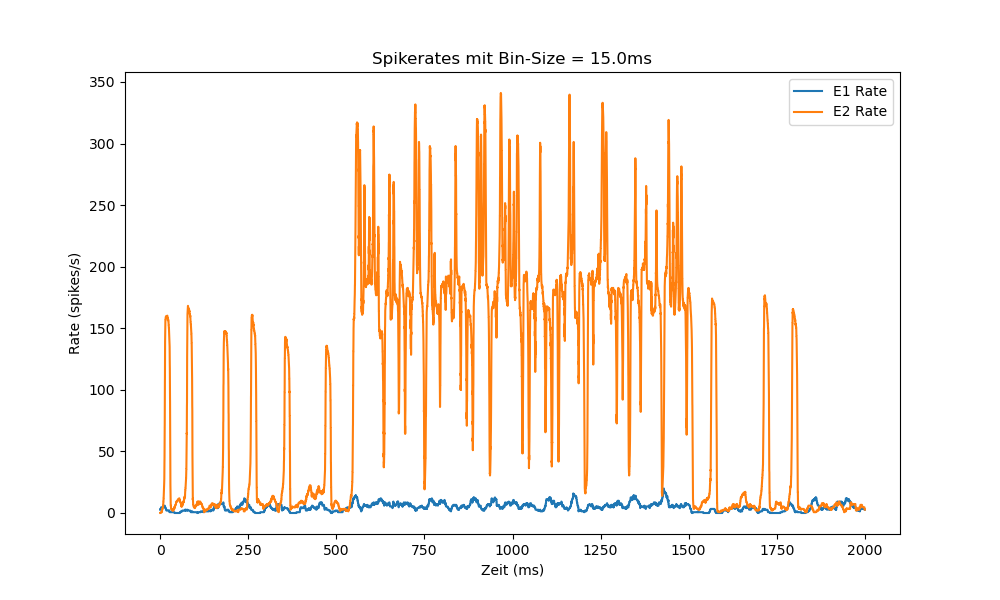 Spikerates mit Bin-Size = 15.0ms
E1 Rate
E2 Rate
350
300
250
200
150
100
50
0
Rate (spikes/s)
0 250 500 750 1000 1250 1500 1750 2000
Zeit (ms)